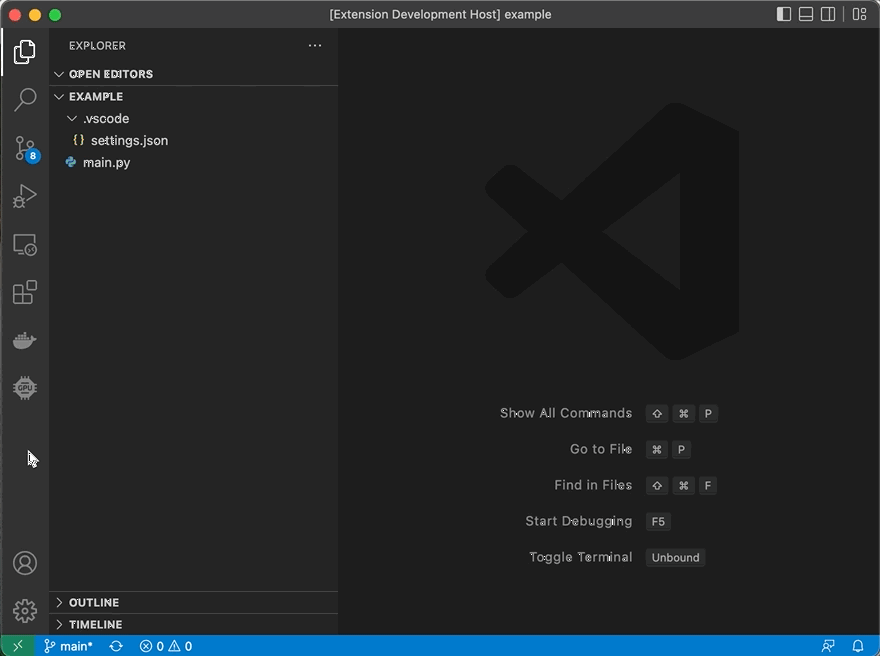 [Extension Development Host] example
EXPLORER
OPEN EDITORS
EXAMPLE
.vscode
{} settings.json
main.py
8
GPU
Show All Commands ⇧ ⌘ P
Go to File ⌘ P
Find in Files ⇧ ⌘ F
Start Debugging F5
Toggle Terminal Unbound
OUTLINE
TIMELINE
main* 0 0